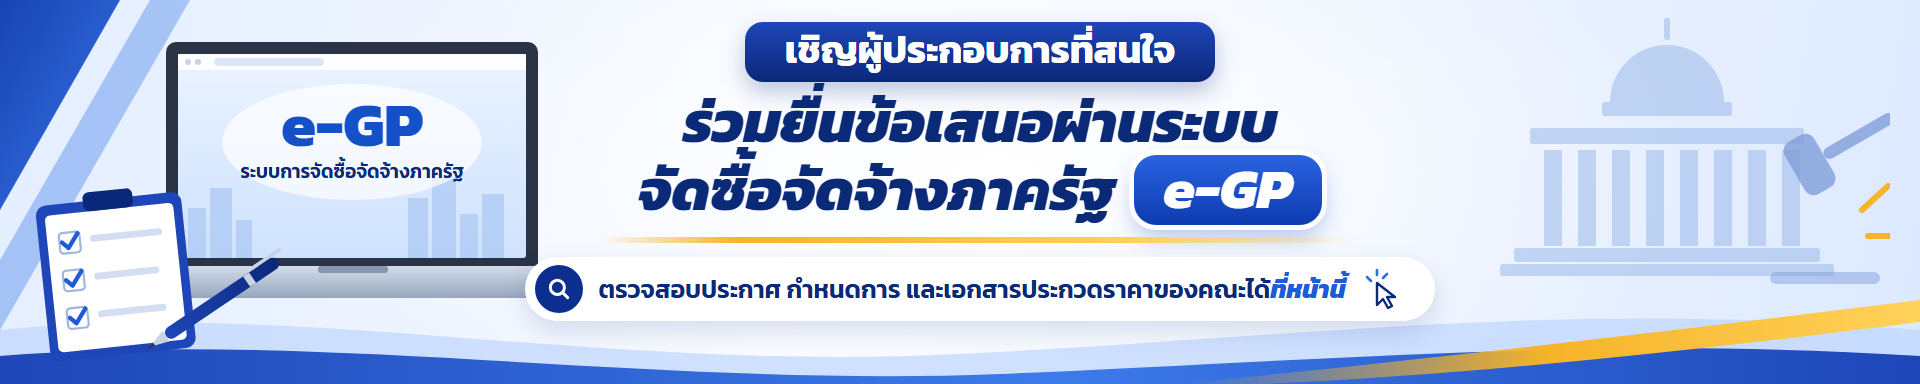 e-GP
ระบบการจัดซื้อจัดจ้างภาครัฐ
เชิญผู้ประกอบการที่สนใจ
ร่วมยื่นข้อเสนอผ่านระบบ
จัดซื้อจัดจ้างภาครัฐ e-GP
ตรวจสอบประกาศ กำหนดการ และเอกสารประกวดราคาของคณะได้ที่หน้านี้